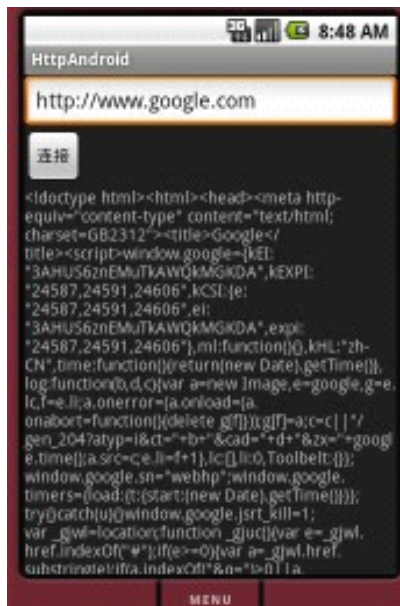 3G
8:48 AM
HttpAndroid
http://www.google.com
连接
<!doctype html><html><head><meta http-
equiv="content-type" content="text/html;
charset=GB2312"><title>Google</
title><script>window.google={kEI:
"3AHUS6znEMuTkAWQkMGKDA",kEXPI:
"24587,24591,24606",kCSI:{e:
"24587,24591,24606",ei:
"3AHUS6znEMuTkAWQkMGKDA",expi:
"24587,24591,24606"},ml:function(){},kHL:"zh-
CN",time:function(){return(new Date).getTime()},
log:function(b,d,c){var a=new Image,e=google,g=e.
lc,f=e.li;a.onerror=(a.onload=(a.
onabort=function(){delete g[f]}));g[f]=a;c=c||"/
gen_204?atyp=i&ct="+b+"&cad="+d+"&zx="+googl
e.time();a.src=c;e.li=f+1},lc:[],li:0,Toolbelt:{}};
window.google.sn="webhp";window.google.
timers={load:{t:{start:(new Date).getTime()}}};
try{}catch(u){}window.google.jsrt_kill=1;
var _gjwl=location;function _gjuc(){var e=_gjwl.
href.indexOf("#");if(e>=0){var a=_gjwl.href.
substring(e);if(a.indexOf("&q=")>0||a.
MENU